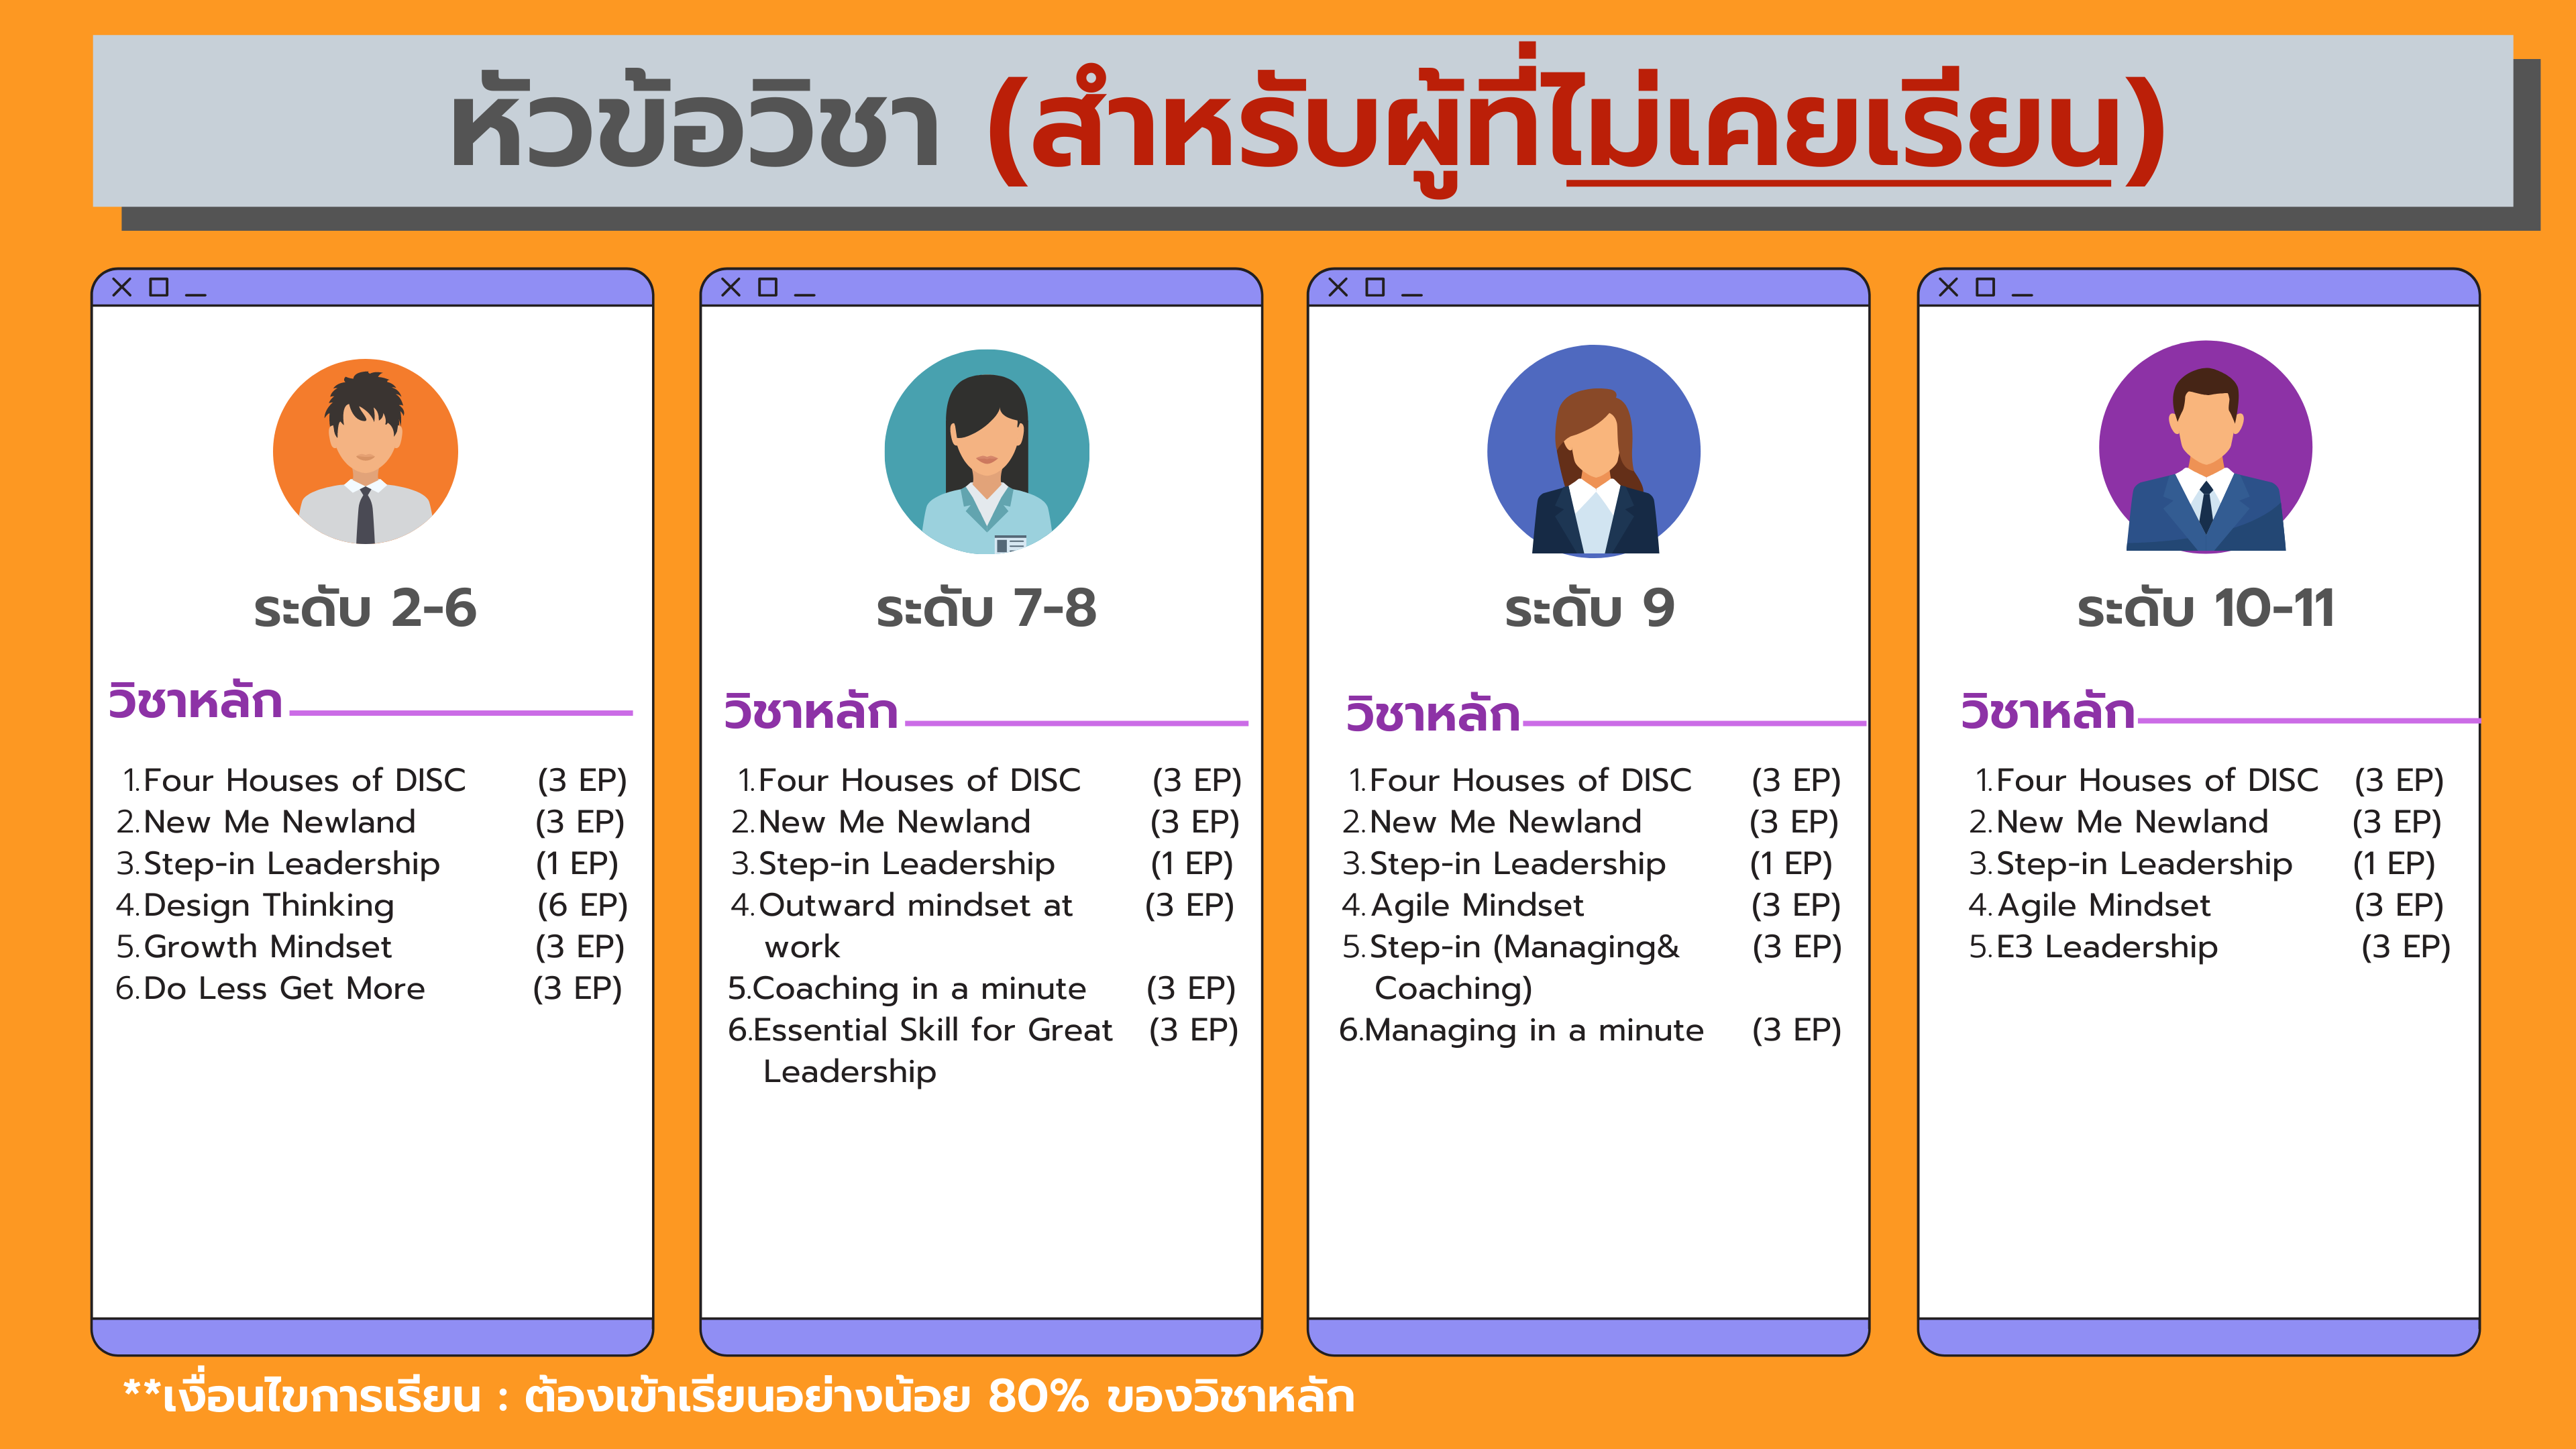 หัวข้อวิชา (สำหรับผู้ที่ไม่เคยเรียน)
ระดับ 2-6
วิชาหลัก
1.Four Houses of DISC (3 EP)
2.New Me Newland (3 EP)
3.Step-in Leadership (1 EP)
4.Design Thinking (6 EP)
5.Growth Mindset (3 EP)
6.Do Less Get More (3 EP)
ระดับ 7-8
วิชาหลัก
1.Four Houses of DISC (3 EP)
2.New Me Newland (3 EP)
3.Step-in Leadership (1 EP)
4.Outward mindset at (3 EP)
work
5.Coaching in a minute (3 EP)
6.Essential Skill for Great (3 EP)
Leadership
ระดับ 9
วิชาหลัก
1.Four Houses of DISC (3 EP)
2.New Me Newland (3 EP)
3.Step-in Leadership (1 EP)
4.Agile Mindset (3 EP)
5.Step-in (Managing& (3 EP)
Coaching)
6.Managing in a minute (3 EP)
ระดับ 10-11
วิชาหลัก
1.Four Houses of DISC (3 EP)
2.New Me Newland (3 EP)
3.Step-in Leadership (1 EP)
4.Agile Mindset (3 EP)
5.E3 Leadership (3 EP)
**เงื่อนไขการเรียน : ต้องเข้าเรียนอย่างน้อย 80% ของวิชาหลัก